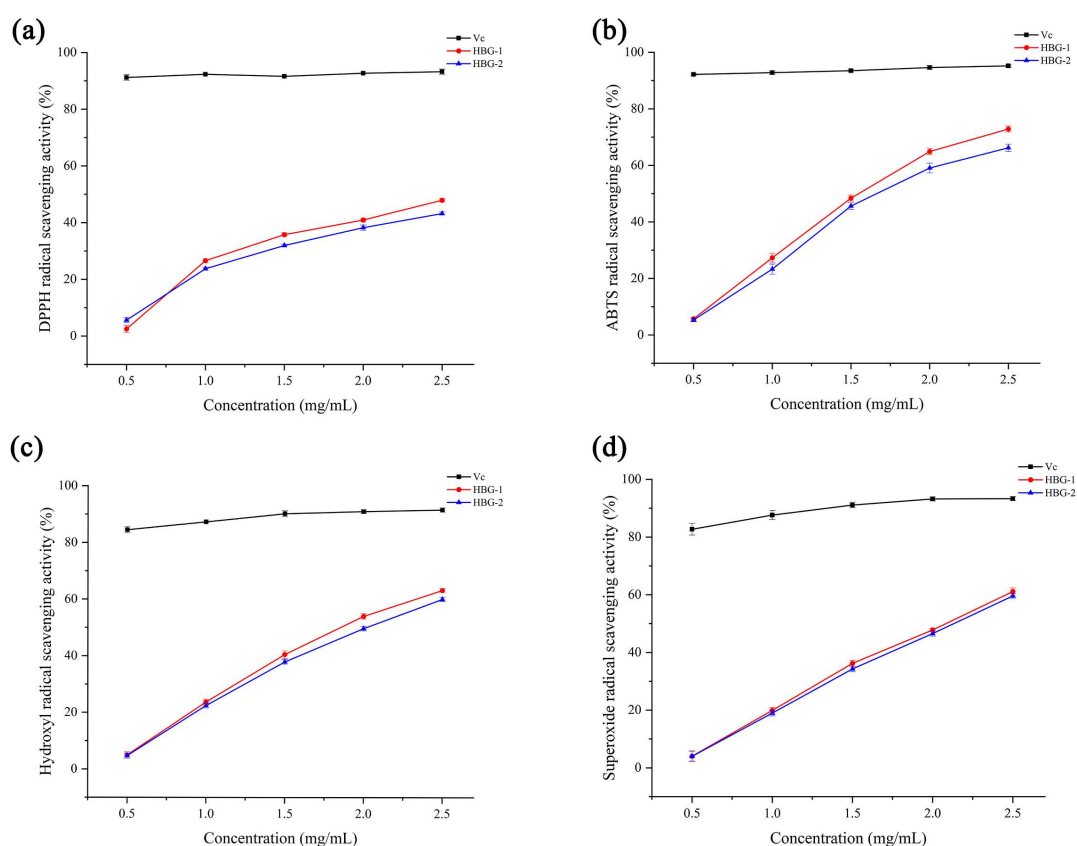 (a)
Vc
HBG-1
HBG-2
100
80
60
40
20
0
DPPH radical scavenging activity (%)
0.5 1.0 1.5 2.0 2.5
Concentration (mg/mL)
(b)
Vc
HBG-1
HBG-2
100
80
60
40
20
0
ABTS radical scavenging activity (%)
0.5 1.0 1.5 2.0 2.5
Concentration (mg/mL)
(c)
Vc
HBG-1
HBG-2
100
80
60
40
20
0
Hydroxyl radical scavenging activity (%)
0.5 1.0 1.5 2.0 2.5
Concentration (mg/mL)
(d)
Vc
HBG-1
HBG-2
100
80
60
40
20
0
Superoxide radical scavenging activity (%)
0.5 1.0 1.5 2.0 2.5
Concentration (mg/mL)